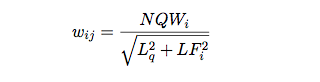 $w_{ij} = \frac{NQW_i}{\sqrt{L_q^2 + LF_i^2}}$